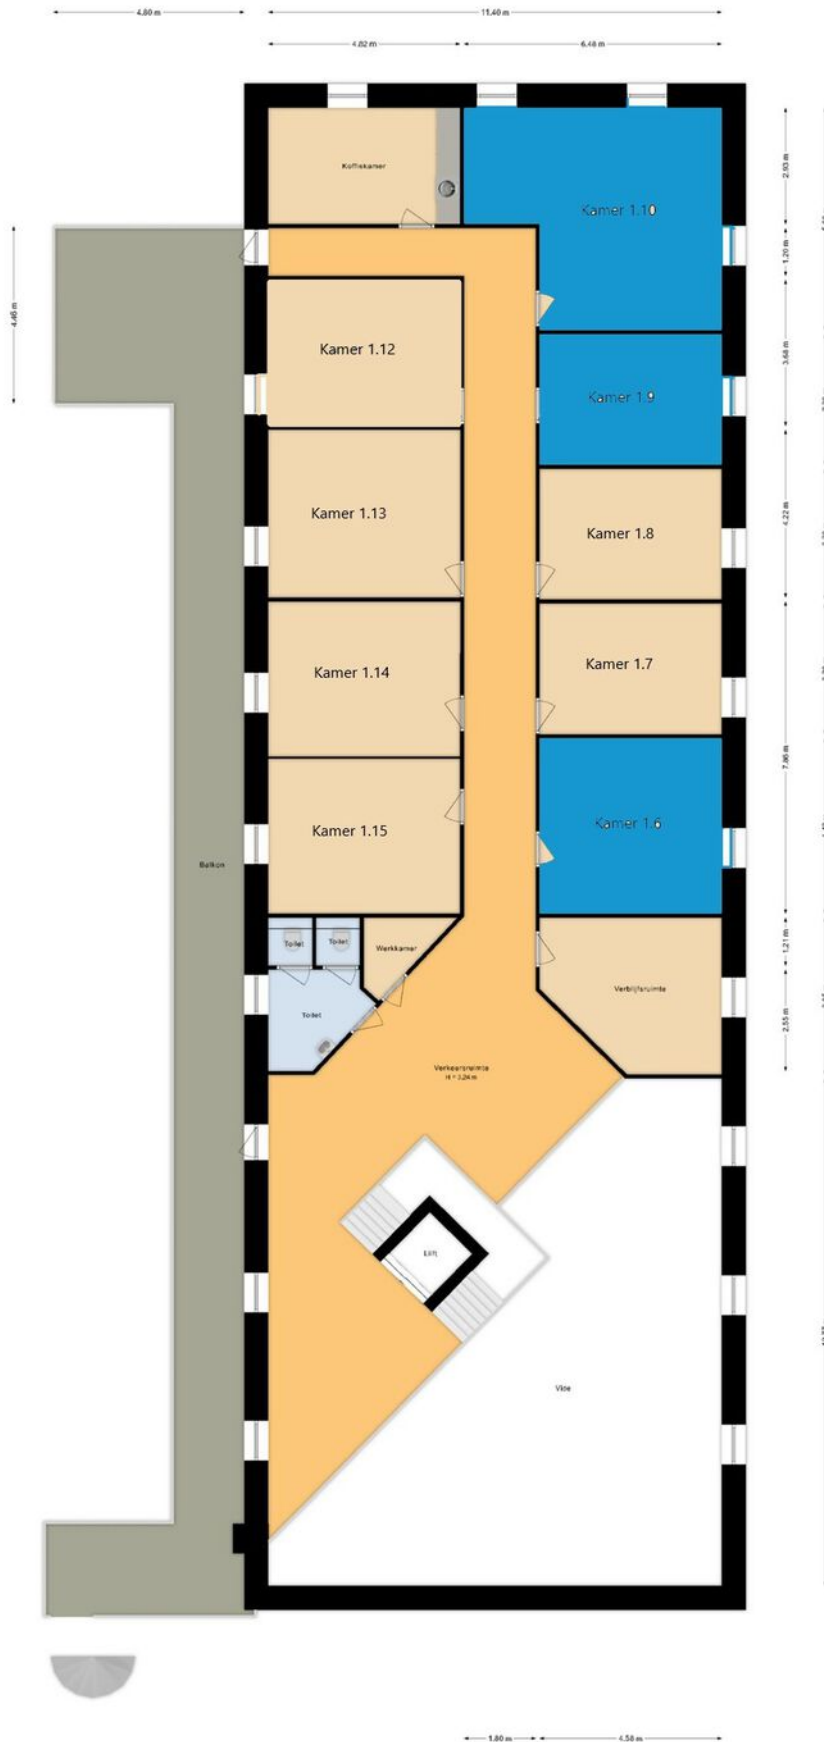 4.80 m
11.40 m
4.82 m
6.48 m
Koffiekamer
Kamer 1.10
2.93 m
1.20 m
4.46 m
Kamer 1.12
3.68 m
Kamer 1.9
Kamer 1.13
4.22 m
Kamer 1.8
Kamer 1.14
Kamer 1.7
7.86 m
Kamer 1.15
Kamer 1.6
Balkon
Toilet
Toilet
Werkkamer
1.21 m
Verblijfsruimte
Toilet
2.55 m
Verkeersruimte
H = 3.24 m
Lift
Vide
1.80 m
4.58 m